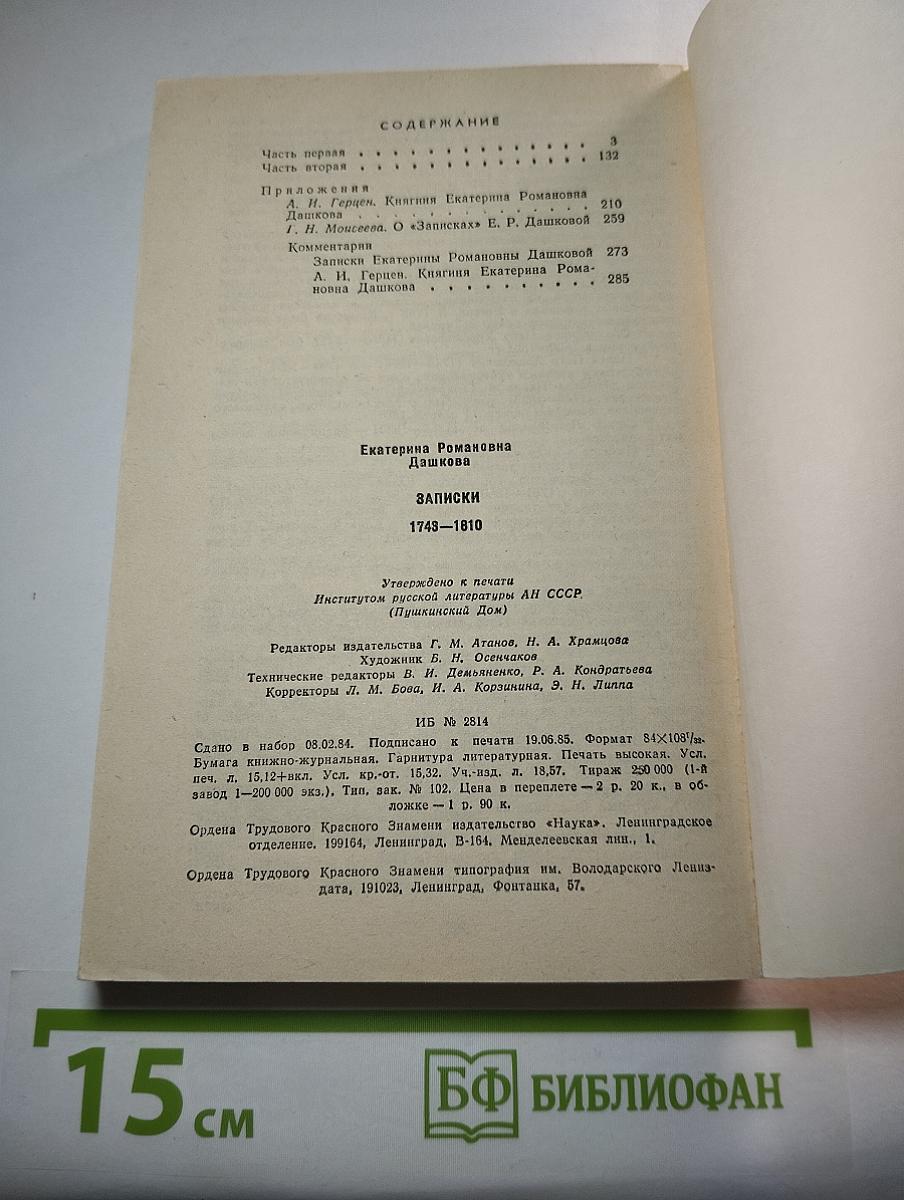 СОДЕРЖАНИЕ
Часть первая . . . . . . . . . . . . . . 3
Часть вторая . . . . . . . . . . . . . . 132
Приложения
А. И. Герцен. Княгиня Екатерина Романовна
Дашкова . . . . . . . . . . . . . 210
Г. Н. Моисеева. О «Записках» Е. Р. Дашковой 259
Комментарии
Записки Екатерины Романовны Дашковой 273
А. И. Герцен. Княгиня Екатерина Рома-
новна Дашкова . . . . . . . . . . 285
Екатерина Романовна
Дашкова
ЗАПИСКИ
1743—1810
Утверждено к печати
Институтом русской литературы АН СССР
(Пушкинский Дом)
Редакторы издательства Г. М. Атанов, Н. А. Храмцова
Художник Б. Н. Осенчаков
Технические редакторы В. И. Демьяненко, Р. А. Кондратьева
Корректоры Л. М. Бова, И. А. Корзинина, Э. Н. Липпа
ИБ № 2814
Сдано в набор 08.02.84. Подписано к печати 19.06.85. Формат 84×108¹/₃₂.
Бумага книжно-журнальная. Гарнитура литературная. Печать высокая. Усл.
печ. л. 15,12+вкл. Усл. кр.-от. 15,32. Уч.-изд. л. 18,57. Тираж 250 000 (1-й
завод 1—200 000 экз.). Тип. зак. № 102. Цена в переплете — 2 р. 20 к., в об-
ложке — 1 р. 90 к.
Ордена Трудового Красного Знамени издательство «Наука». Ленинградское
отделение. 199164, Ленинград, В-164, Менделеевская лин., 1.
Ордена Трудового Красного Знамени типография им. Володарского Лениз-
дата, 191023, Ленинград, Фонтанка, 57.
15 см
БФ БИБЛИОФАН